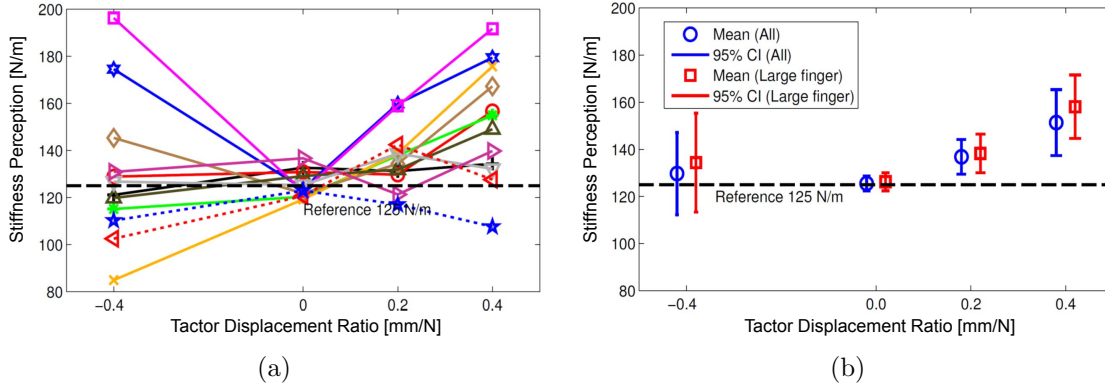 200
180
160
140
120
100
80
Stiffness Perception [N/m]
Reference 125 N/m
−0.4
0
0.2
0.4
Tactor Displacement Ratio [mm/N]
(a)
200
180
160
140
120
100
80
Stiffness Perception [N/m]
Mean (All)
95% CI (All)
Mean (Large finger)
95% CI (Large finger)
Reference 125 N/m
−0.4
0.0
0.2
0.4
Tactor Displacement Ratio [mm/N]
(b)